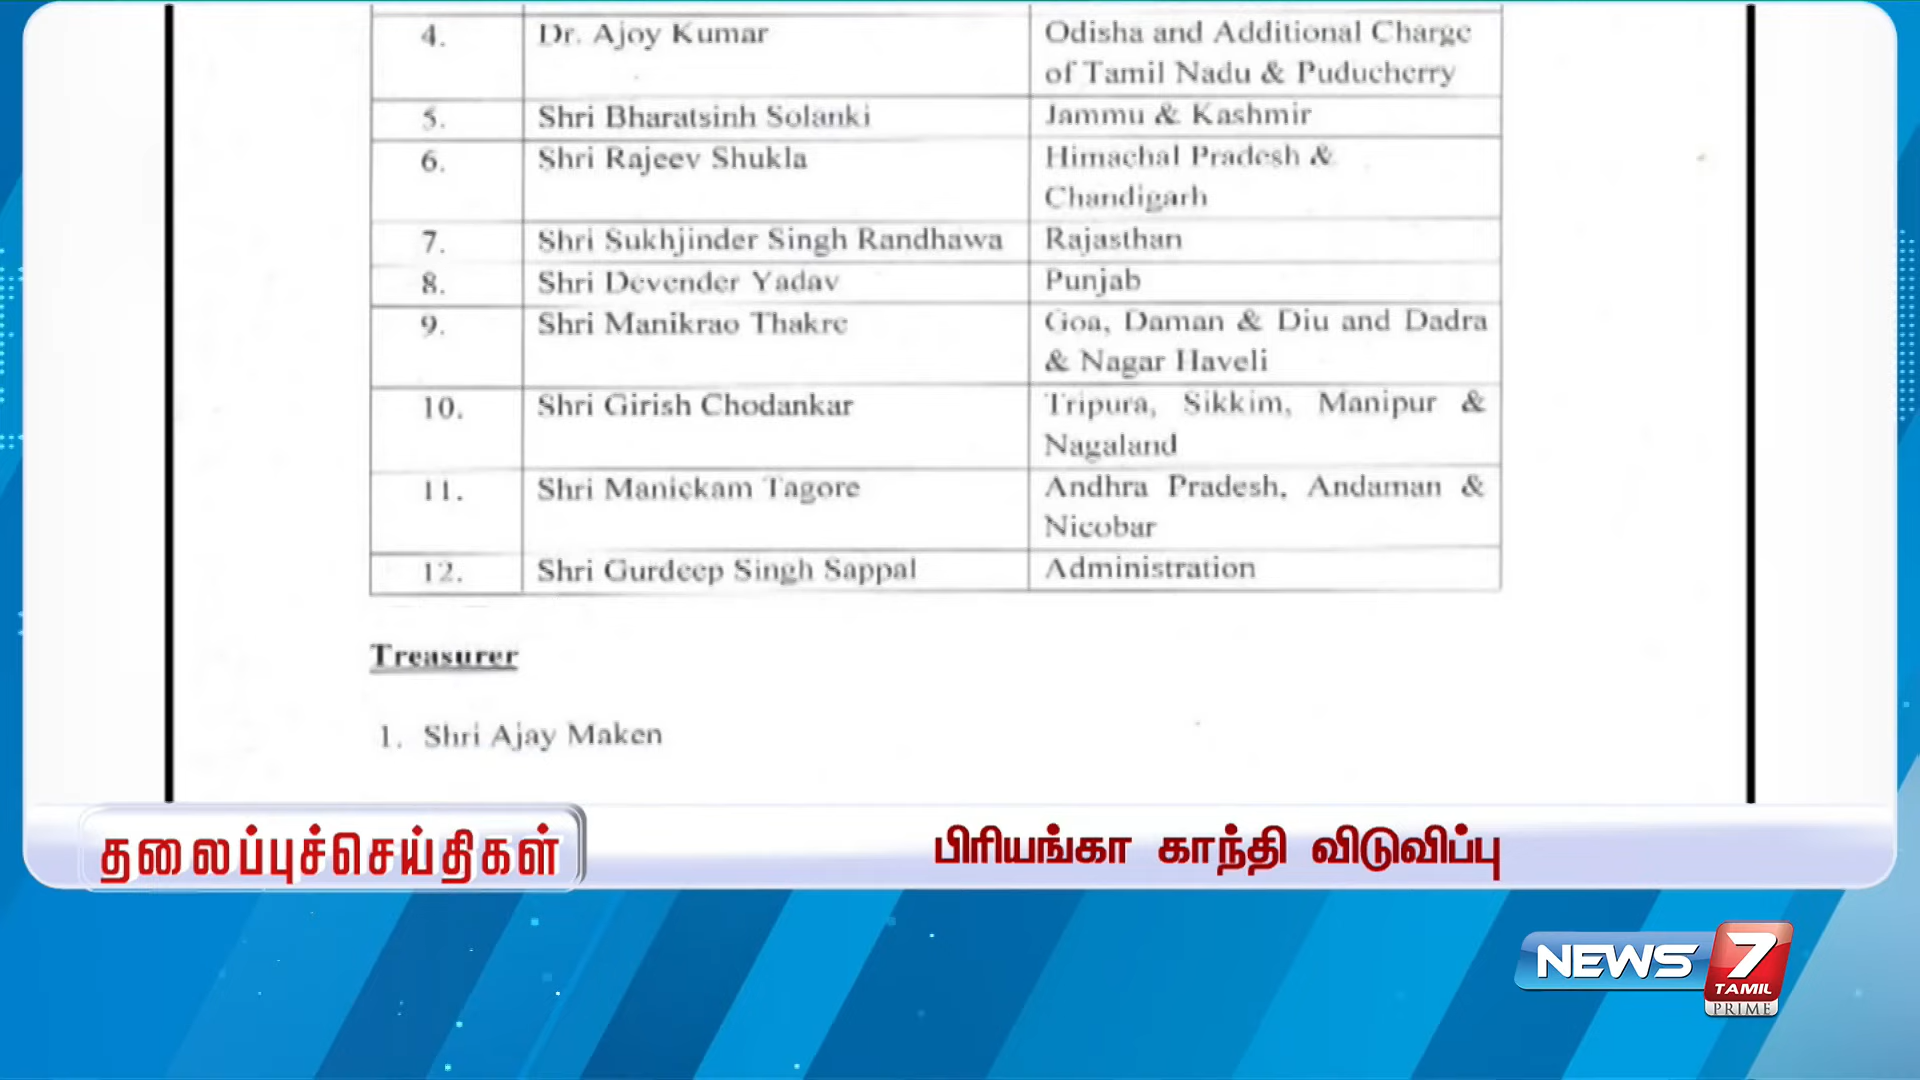 4. Dr. Ajoy Kumar Odisha and Additional Charge
of Tamil Nadu & Puducherry
5. Shri Bharatsinh Solanki Jammu & Kashmir
6. Shri Rajeev Shukla Himachal Pradesh &
Chandigarh
7. Shri Sukhjinder Singh Randhawa Rajasthan
8. Shri Devender Yadav Punjab
9. Shri Manikrao Thakre Goa, Daman & Diu and Dadra
& Nagar Haveli
10. Shri Girish Chodankar Tripura, Sikkim, Manipur &
Nagaland
11. Shri Manickam Tagore Andhra Pradesh, Andaman &
Nicobar
12. Shri Gurdeep Singh Sappal Administration
Treasurer
1. Shri Ajay Maken
தலைப்புச்செய்திகள்
பிரியங்கா காந்தி விடுவிப்பு
NEWS 7
TAMIL
PRIME